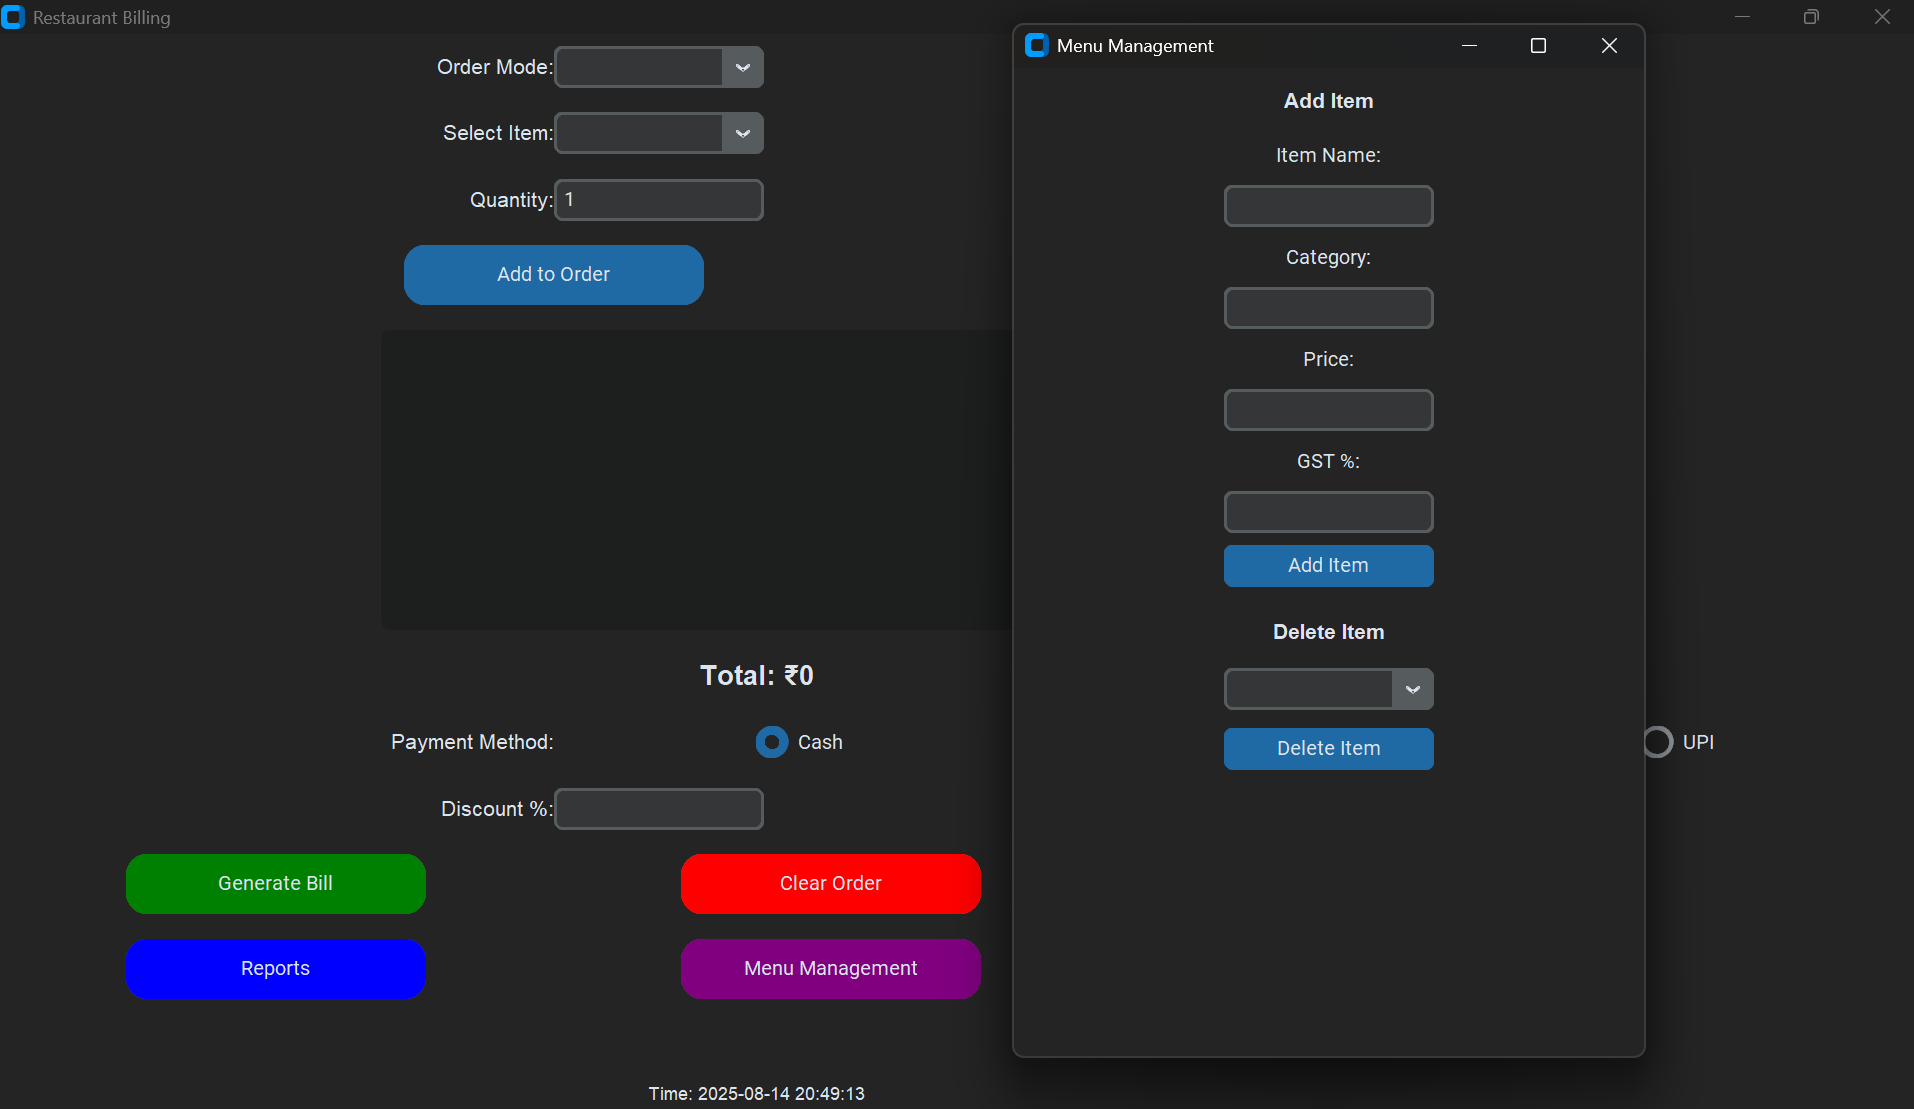 Restaurant Billing
Order Mode:
Select Item:
Quantity: 1
Add to Order
Total: ₹0
Payment Method: Cash UPI
Discount %:
Generate Bill Clear Order
Reports Menu Management
Time: 2025-08-14 20:49:13
Menu Management
Add Item
Item Name:
Category:
Price:
GST %:
Add Item
Delete Item
Delete Item